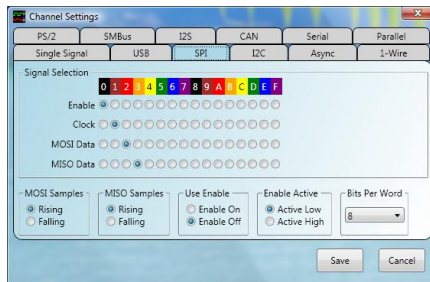 Channel Settings
PS/2 SMBus I2S CAN Serial Parallel
Single Signal USB SPI I2C Async 1-Wire
Signal Selection
0 1 2 3 4 5 6 7 8 9 A B C D E F
Enable
Clock
MOSI Data
MISO Data
MOSI Samples MISO Samples Use Enable Enable Active Bits Per Word
Rising Rising Enable On Active Low 8
Falling Falling Enable Off Active High
Save Cancel